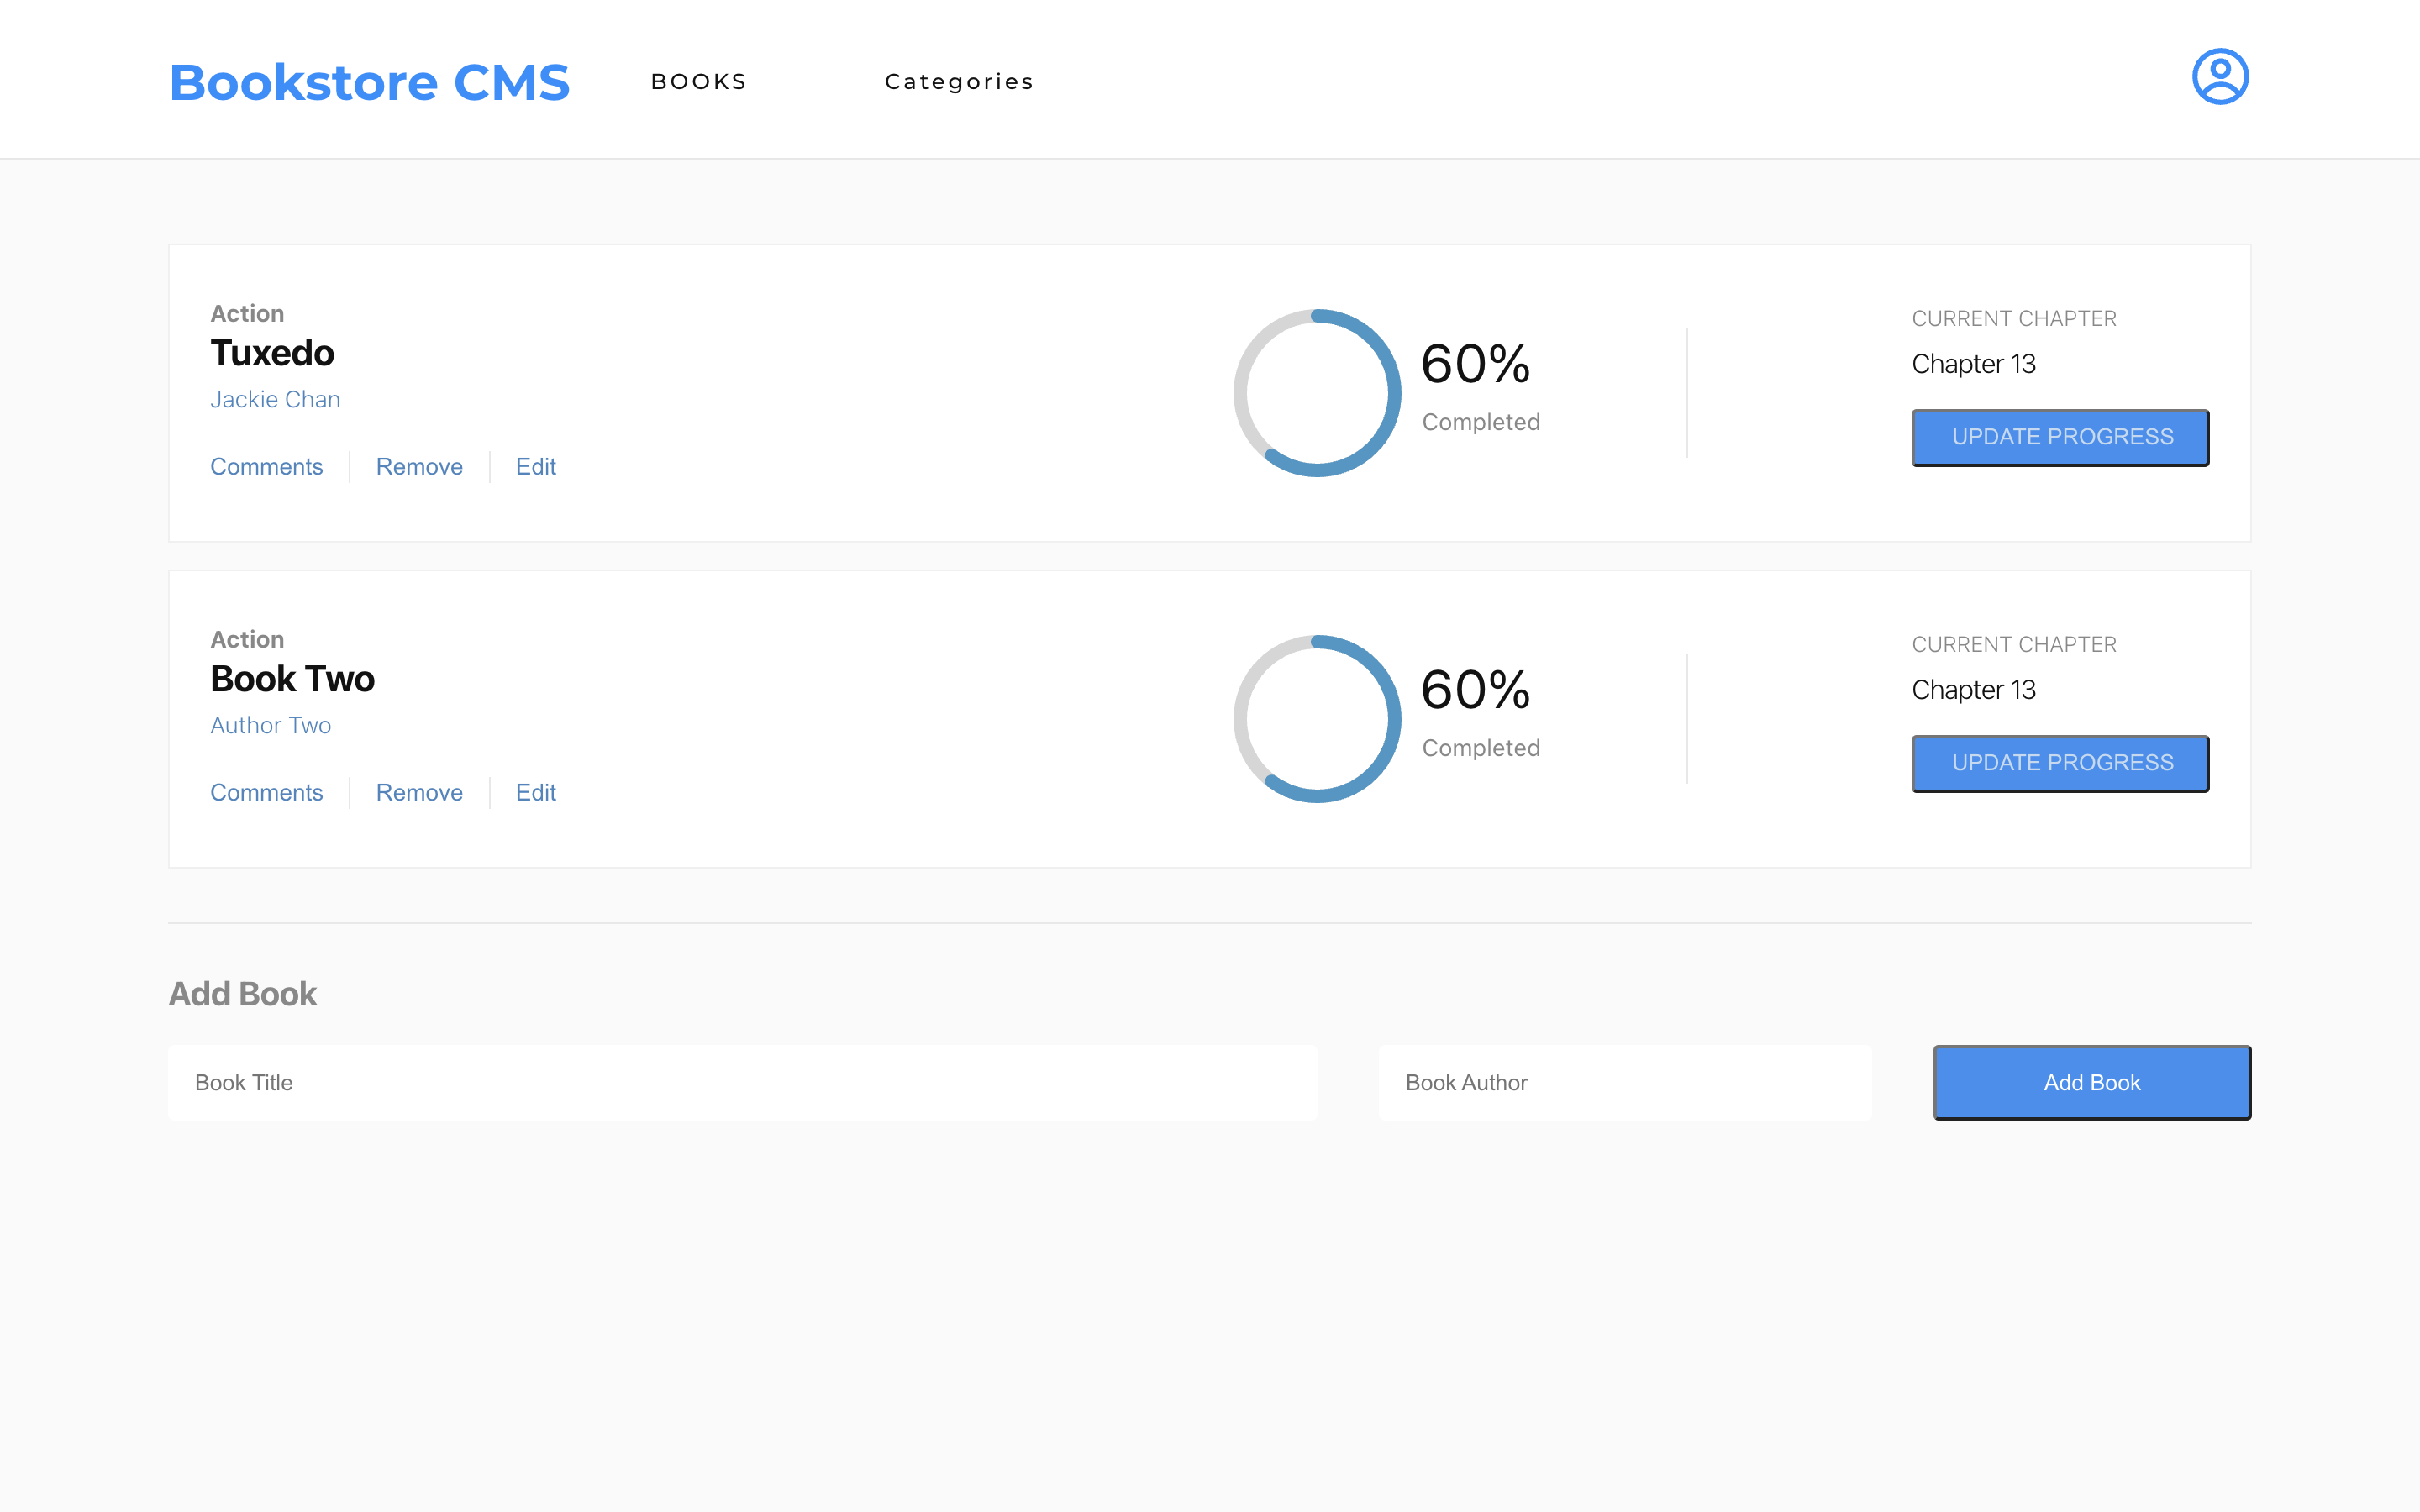 Bookstore CMS BOOKS Categories
Action
Tuxedo
Jackie Chan
Comments Remove Edit
60%
Completed
CURRENT CHAPTER
Chapter 13
UPDATE PROGRESS
Action
Book Two
Author Two
Comments Remove Edit
60%
Completed
CURRENT CHAPTER
Chapter 13
UPDATE PROGRESS
Add Book
Book Title Book Author Add Book